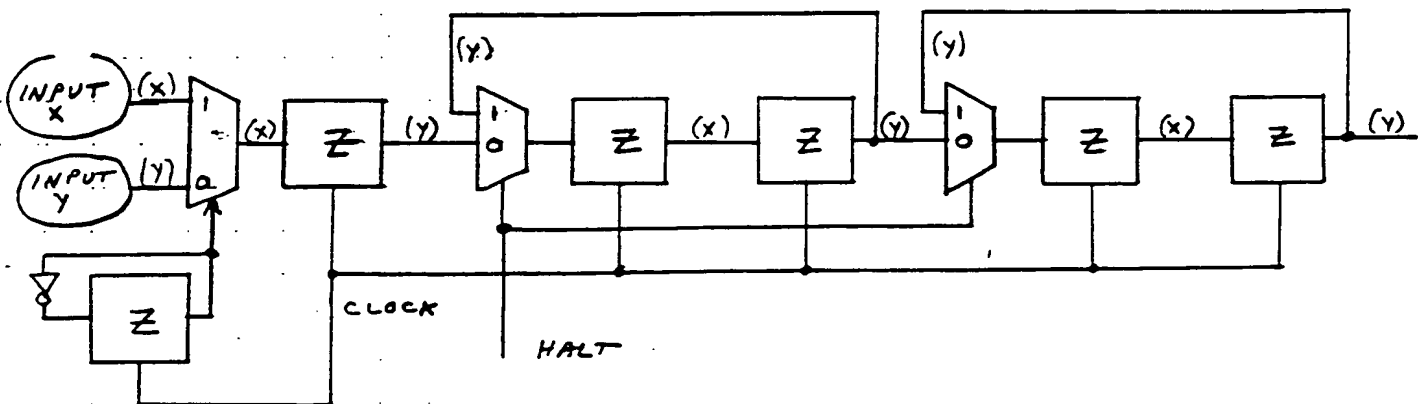 (Y)
(Y)
INPUT X
(X)
1
(X)
Z
(Y)
1
0
Z
(X)
Z
(Y)
1
0
Z
(X)
Z
(Y)
INPUT Y
(Y)
0
Z
CLOCK
HALT